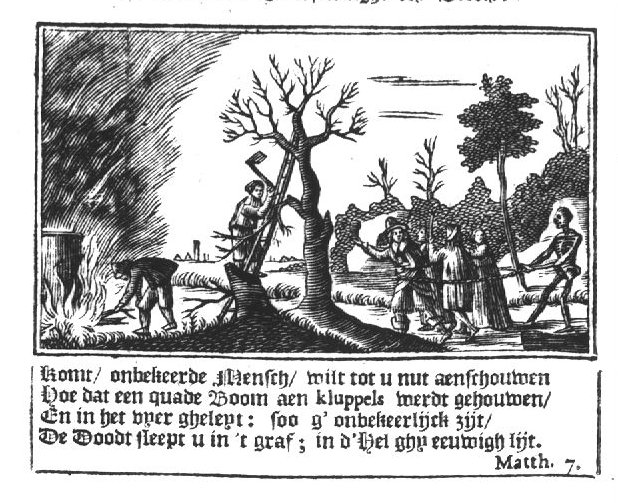 Komt/ onbekeerde Mensch/ wilt tot u nut aenschouwen
Hoe dat een quade Boom aen kluppels werdt gehouwen/
En in het vyer gheleyt: soo g' onbekeerlijck zijt/
De Doodt sleept u in 't graf; in d'Hel ghy eeuwigh lijt.
Matth. 7.